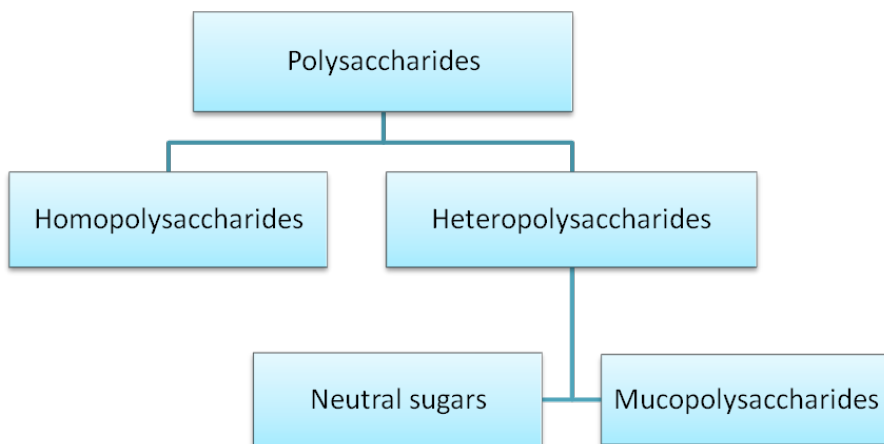 Polysaccharides
Homopolysaccharides
Heteropolysaccharides
Neutral sugars
Mucopolysaccharides